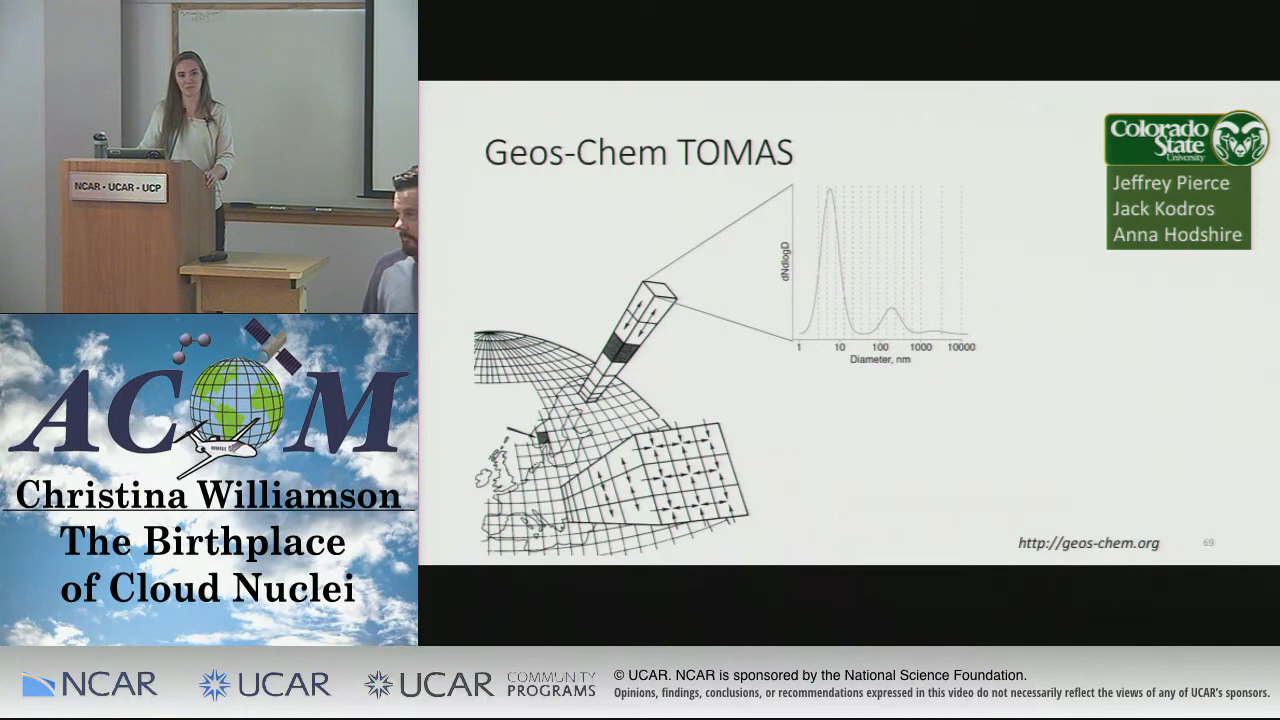 NCAR • UCAR • UCP
ACOM
Christina Williamson
The Birthplace
of Cloud Nuclei
Geos-Chem TOMAS
Colorado
State
University
Jeffrey Pierce
Jack Kodros
Anna Hodshire
dNdlogD
1 10 100 1000 10000
Diameter, nm
http://geos-chem.org
69
NCAR
UCAR
UCAR
COMMUNITY
PROGRAMS
© UCAR. NCAR is sponsored by the National Science Foundation.
Opinions, findings, conclusions, or recommendations expressed in this video do not necessarily reflect the views of any of UCAR's sponsors.